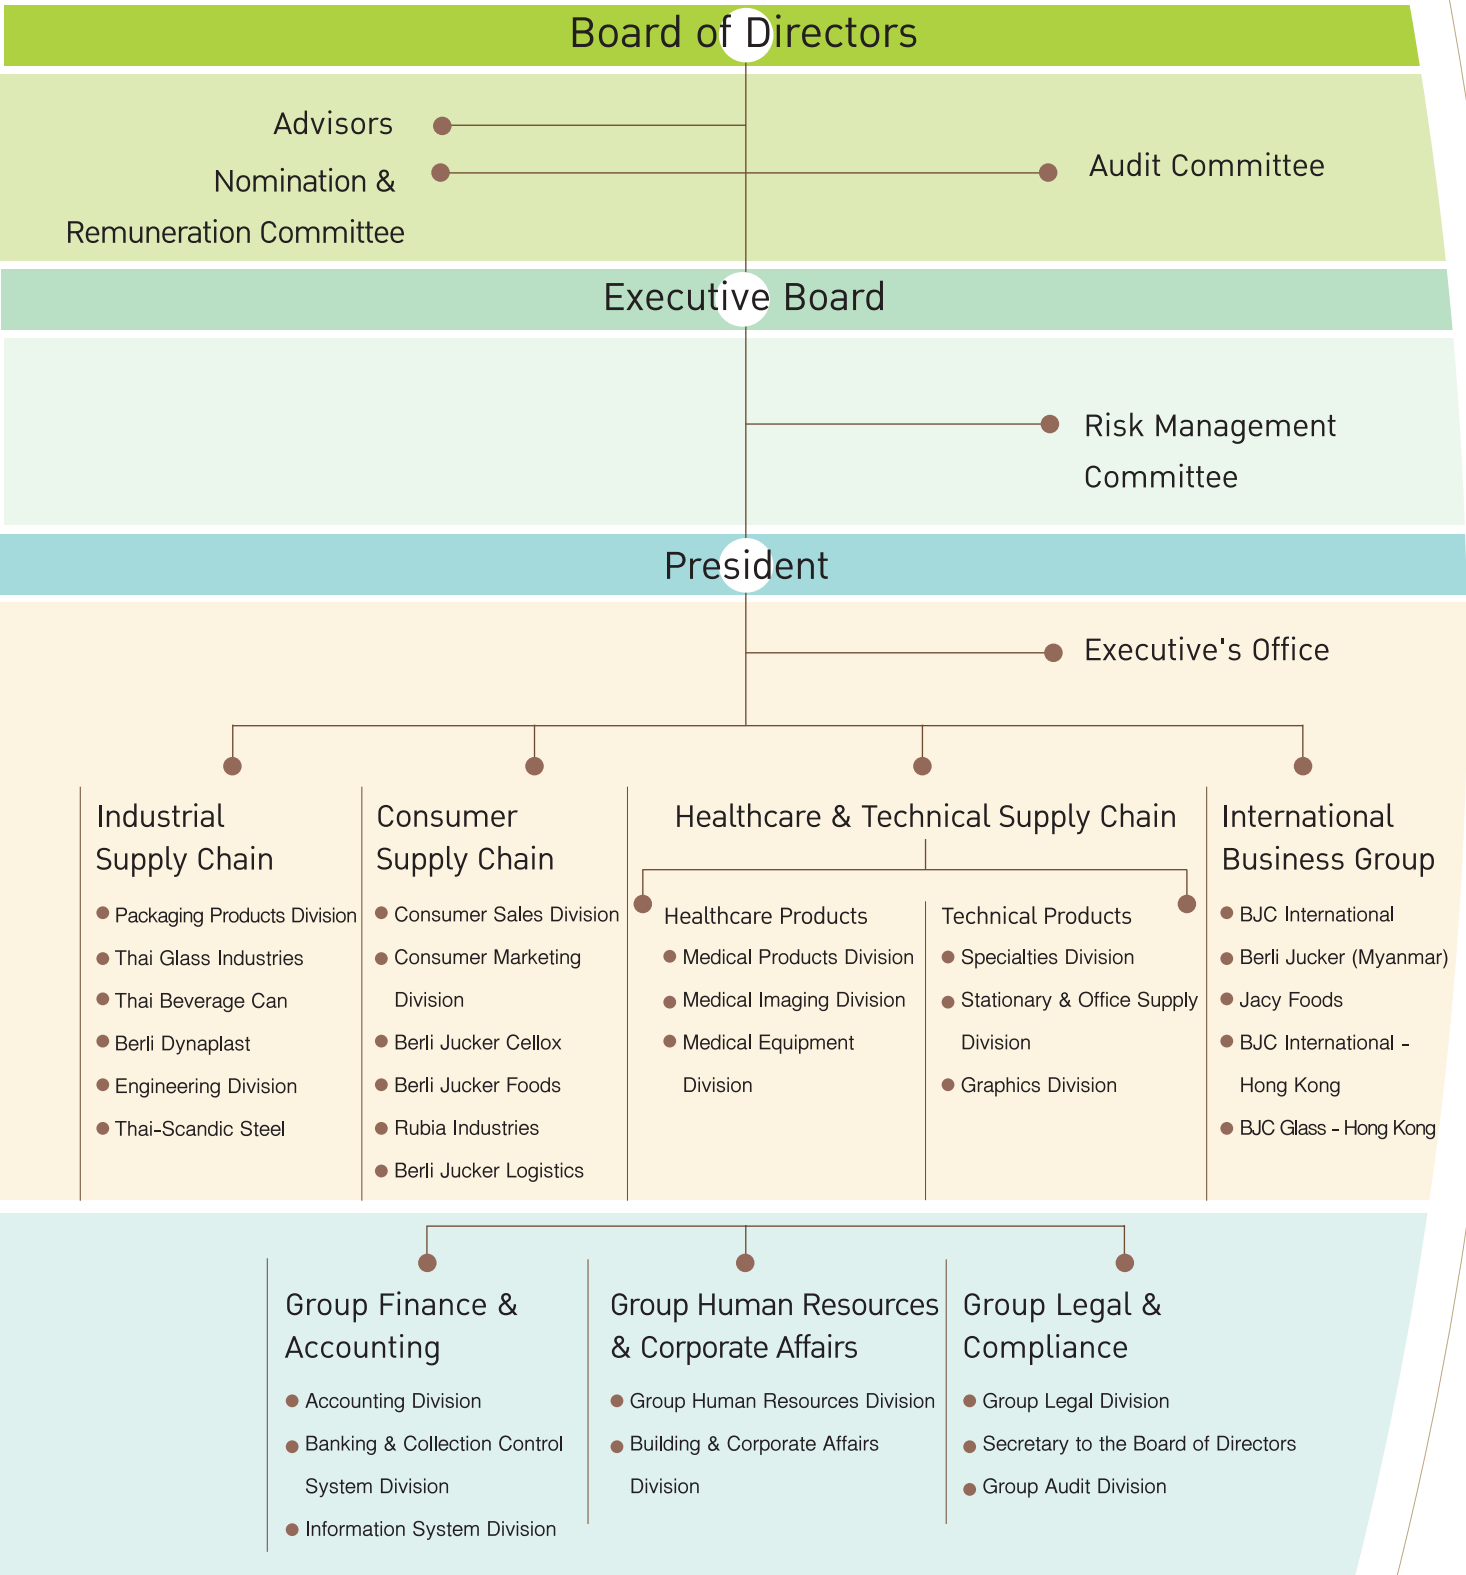 Board of Directors
Advisors
Nomination &
Remuneration Committee
Audit Committee
Executive Board
Risk Management
Committee
President
Executive's Office
Industrial
Supply Chain
Packaging Products Division
Thai Glass Industries
Thai Beverage Can
Berli Dynaplast
Engineering Division
Thai-Scandic Steel
Consumer
Supply Chain
Consumer Sales Division
Consumer Marketing
Division
Berli Jucker Cellox
Berli Jucker Foods
Rubia Industries
Berli Jucker Logistics
Healthcare & Technical Supply Chain
Healthcare Products
Medical Products Division
Medical Imaging Division
Medical Equipment
Division
Technical Products
Specialties Division
Stationary & Office Supply
Division
Graphics Division
International
Business Group
BJC International
Berli Jucker (Myanmar)
Jacy Foods
BJC International -
Hong Kong
BJC Glass - Hong Kong
Group Finance &
Accounting
Accounting Division
Banking & Collection Control
System Division
Information System Division
Group Human Resources
& Corporate Affairs
Group Human Resources Division
Building & Corporate Affairs
Division
Group Legal &
Compliance
Group Legal Division
Secretary to the Board of Directors
Group Audit Division